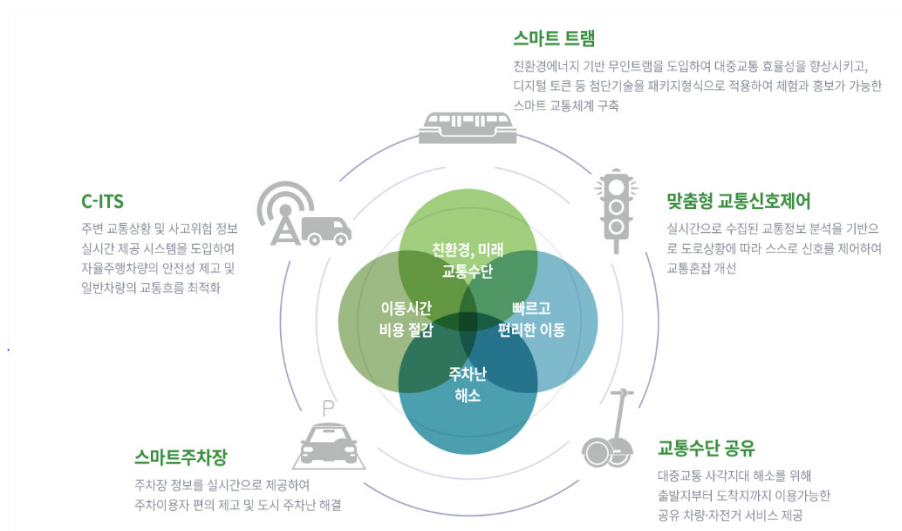 스마트 트램
친환경에너지 기반 무인트램을 도입하여 대중교통 효율성을 향상시키고,
디지털 토큰 등 첨단기술을 패키지형식으로 적용하여 체험과 홍보가 가능한
스마트 교통체계 구축
C-ITS
주변 교통상황 및 사고위험 정보
실시간 제공 시스템을 도입하여
자율주행차량의 안전성 제고 및
일반차량의 교통흐름 최적화
맞춤형 교통신호제어
실시간으로 수집된 교통정보 분석을 기반으
로 도로상황에 따라 스스로 신호를 제어하여
교통혼잡 개선
친환경, 미래
교통수단
이동시간
비용 절감
빠르고
편리한 이동
주차난
해소
P
스마트주차장
주차장 정보를 실시간으로 제공하여
주차이용자 편의 제고 및 도시 주차난 해결
교통수단 공유
대중교통 사각지대 해소를 위해
출발지부터 도착지까지 이용가능한
공유 차량·자전거 서비스 제공